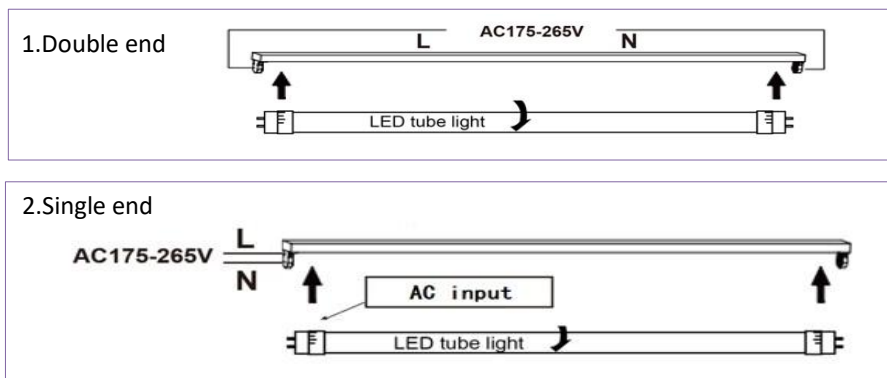 1.Double end
AC175-265V
L N
LED tube light
2.Single end
L
AC175-265V
N
AC input
LED tube light